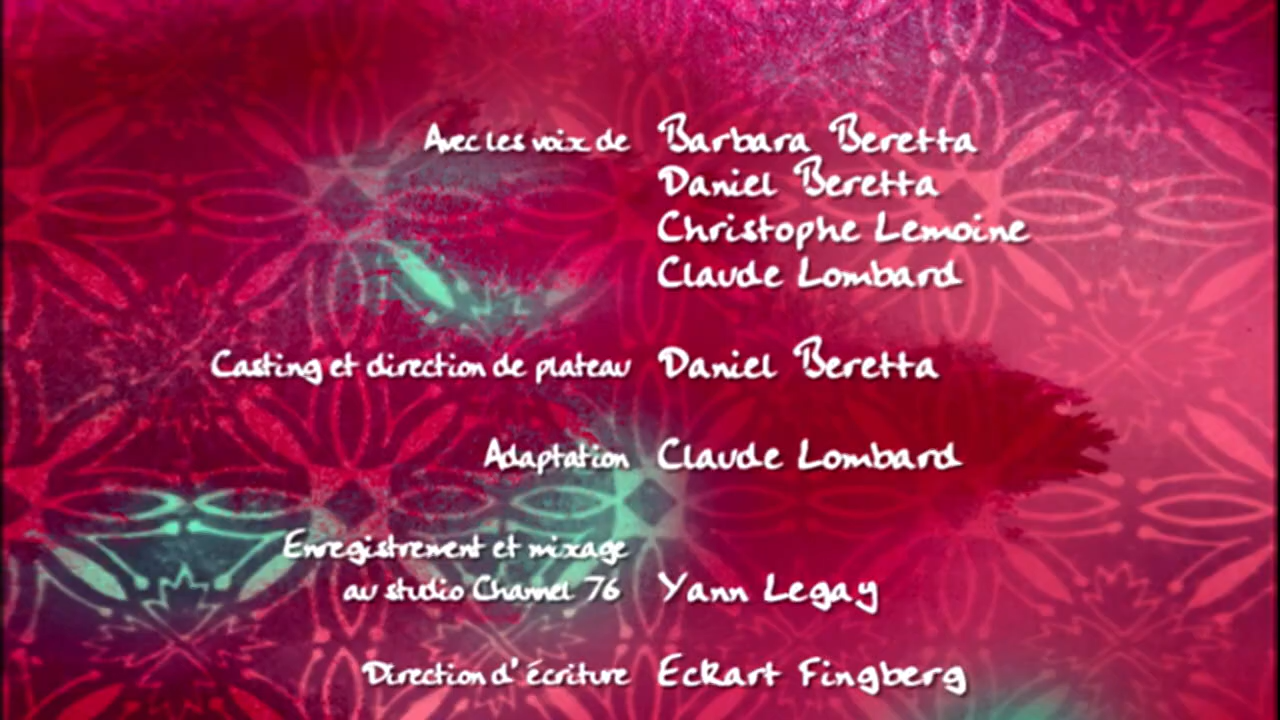 Avec les voix de Barbara Beretta
Daniel Beretta
Christophe Lemoine
Claude Lombard
Casting et direction de plateau Daniel Beretta
Adaptation Claude Lombard
Enregistrement et mixage
au studio Channel 76 Yann Legay
Direction d'écriture Eckart Fingberg